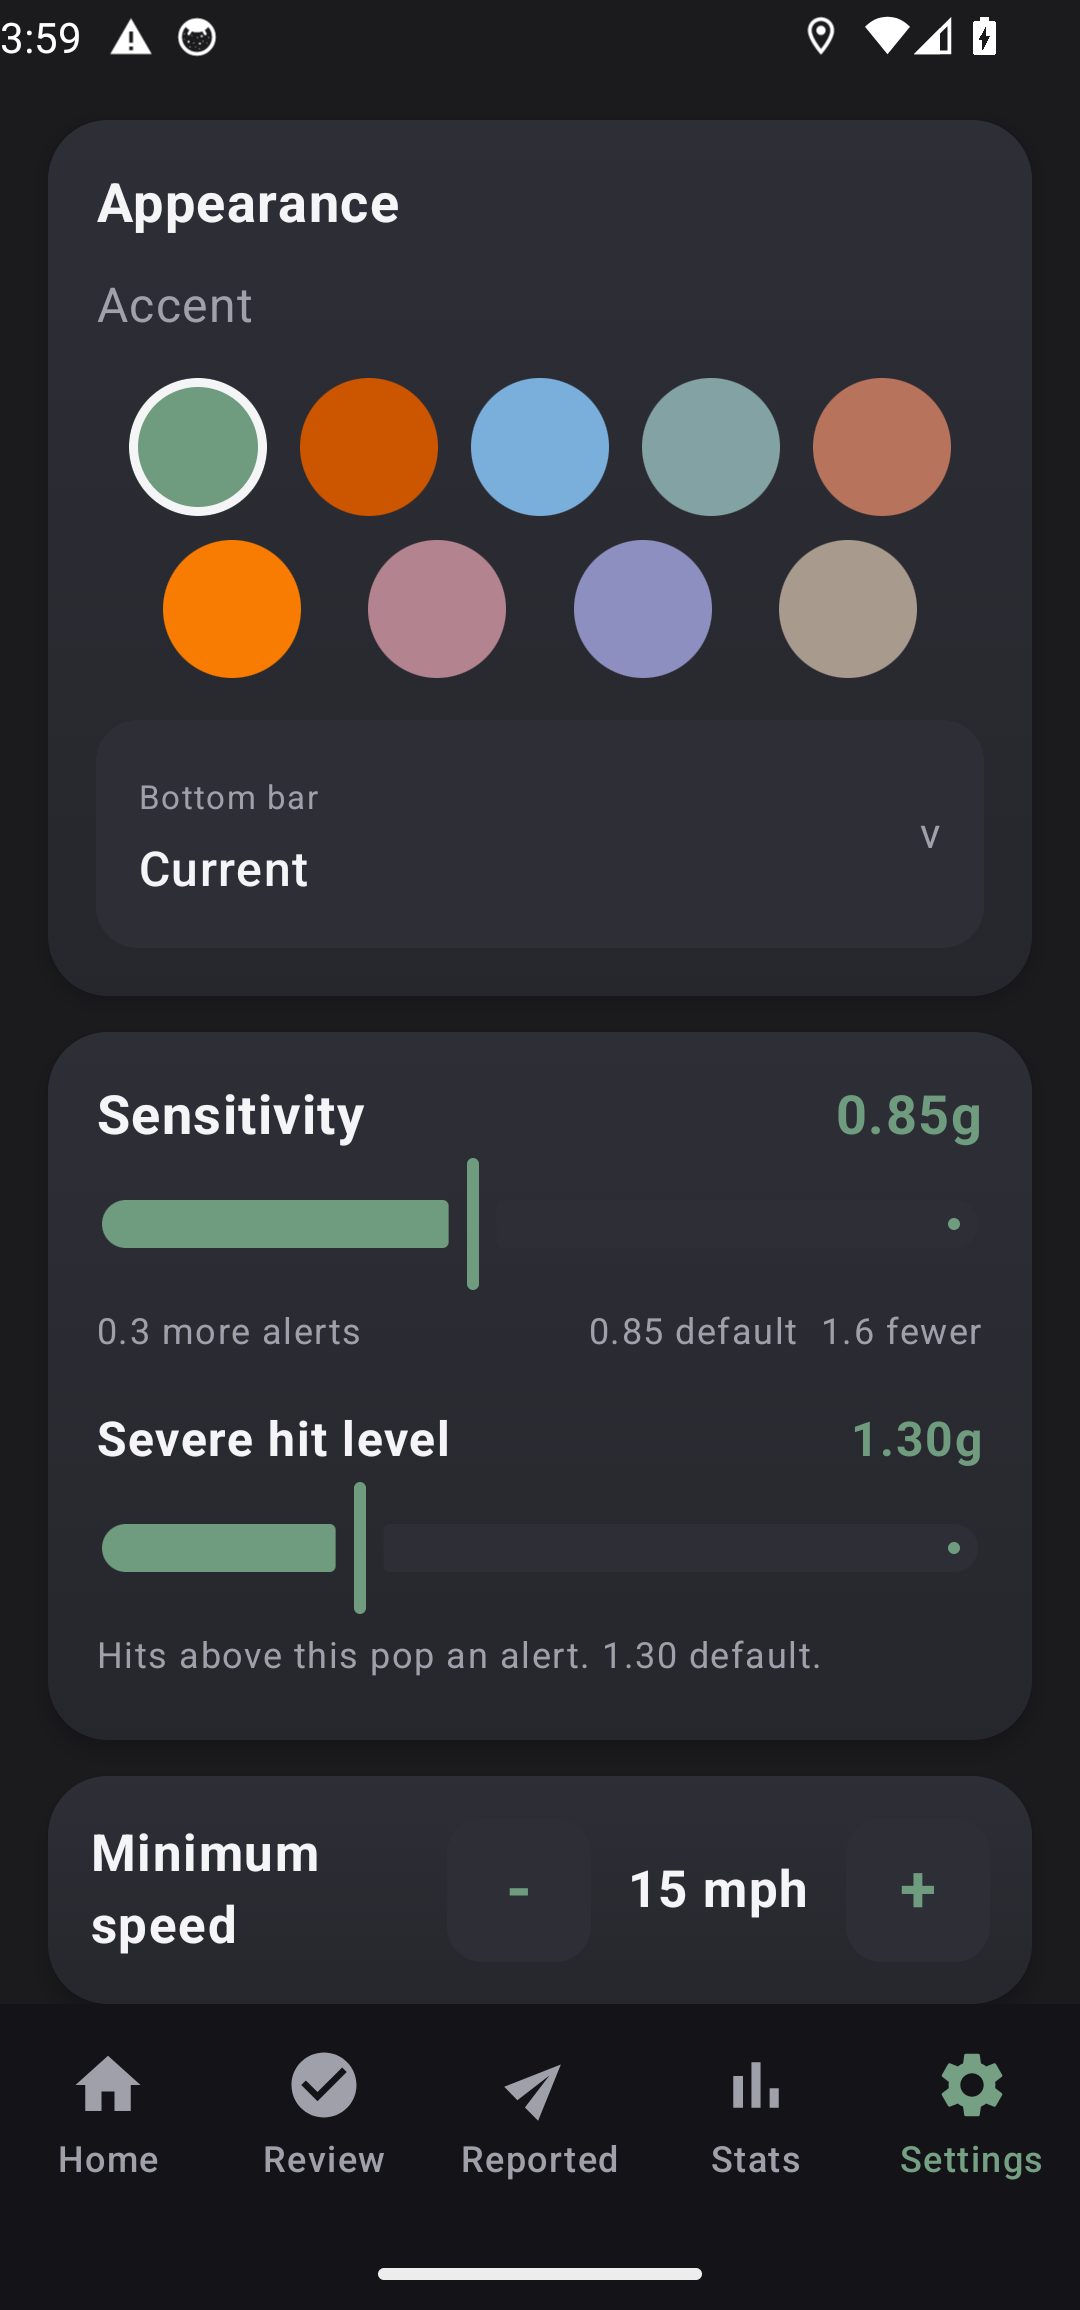 3:59
Appearance
Accent
Bottom bar
Current
v
Sensitivity 0.85g
0.3 more alerts 0.85 default 1.6 fewer
Severe hit level 1.30g
Hits above this pop an alert. 1.30 default.
Minimum
speed
- 15 mph +
Home Review Reported Stats Settings